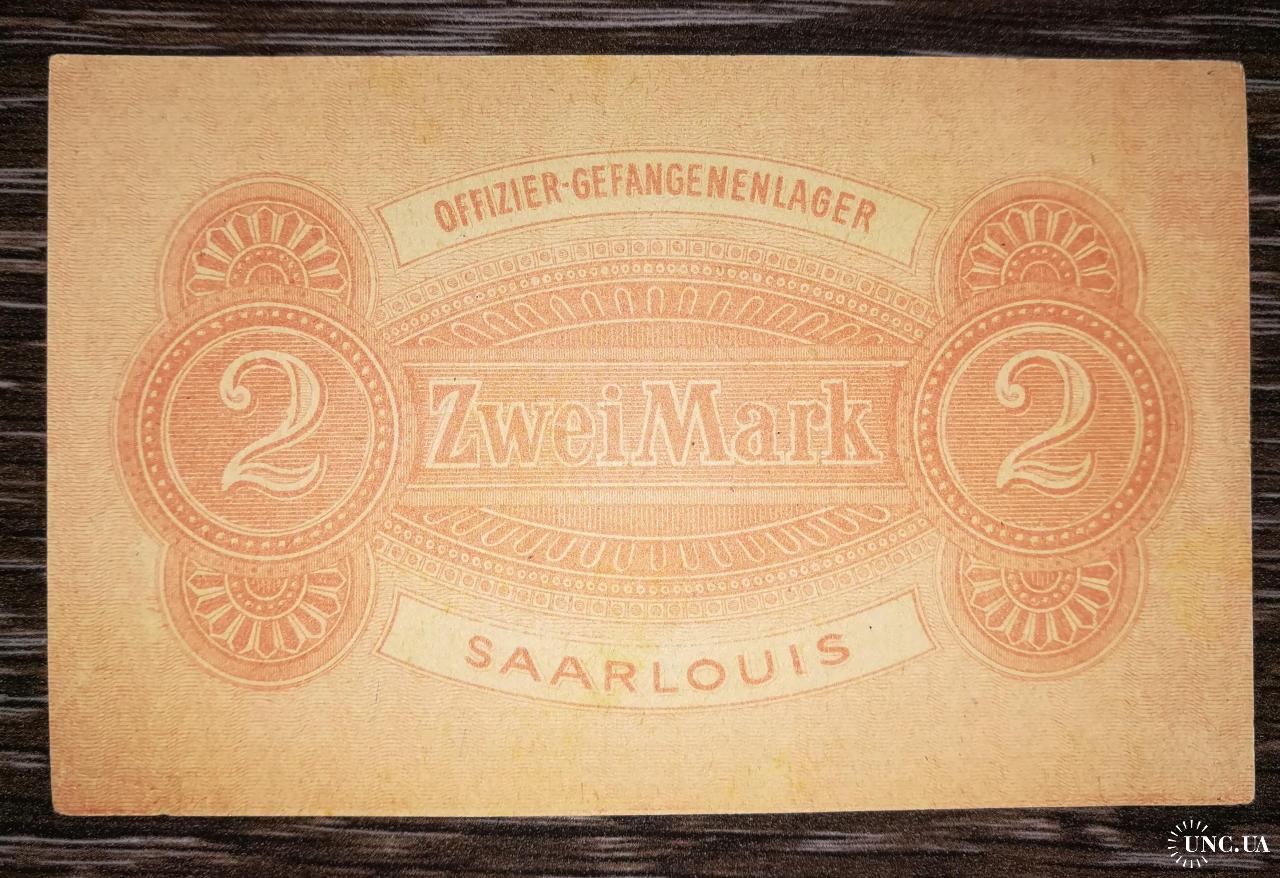 OFFIZIER-GEFANGENENLAGER
2 Zwei Mark 2
SAARLOUIS
UNC.UA